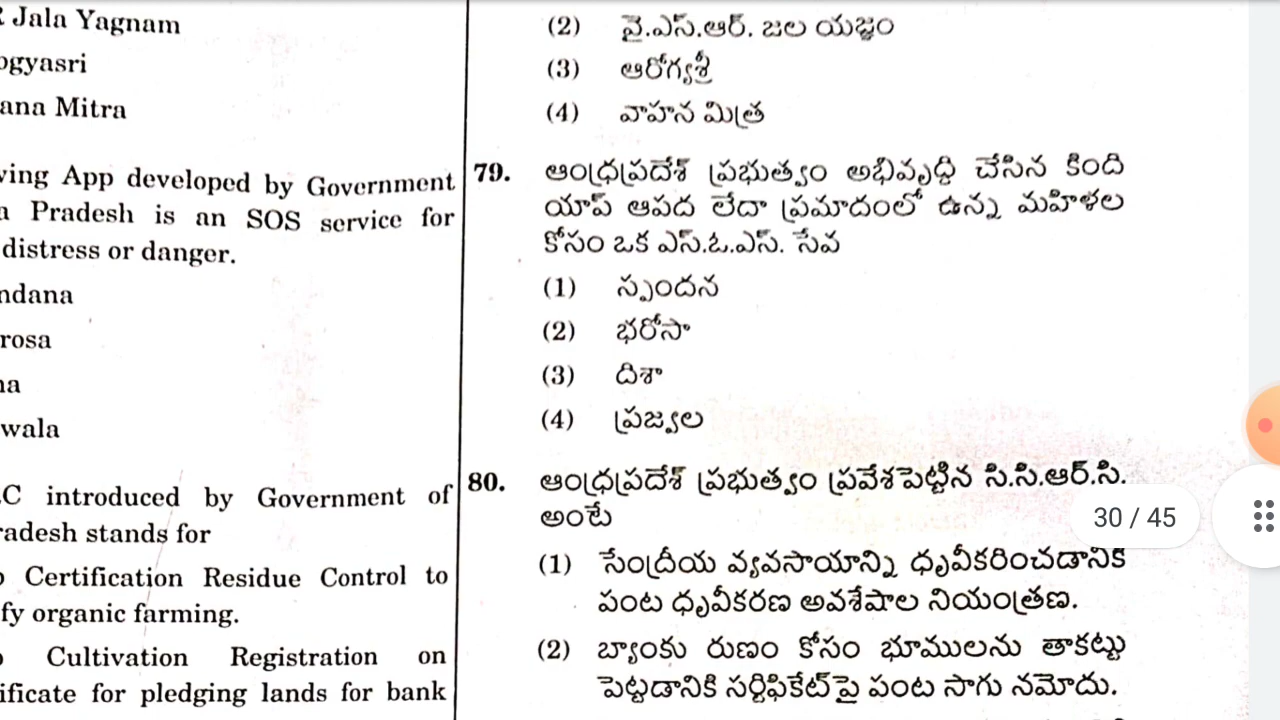 Jala Yagnam
ogyasri
ana Mitra
ving App developed by Government
a Pradesh is an SOS service for
distress or danger.
ndana
rosa
na
wala
C introduced by Government of
radesh stands for
Certification Residue Control to
fy organic farming.
Cultivation Registration on
ificate for pledging lands for bank
(2) వై.ఎస్.ఆర్. జల యజ్ఞం
(3) ఆరోగ్యశ్రీ
(4) వాహన మిత్ర
79. ఆంధ్రప్రదేశ్ ప్రభుత్వం అభివృద్ధి చేసిన కింది
యాప్ ఆపద లేదా ప్రమాదంలో ఉన్న మహిళల
కోసం ఒక ఎస్.ఓ.ఎస్. సేవ
(1) స్పందన
(2) భరోసా
(3) దిశా
(4) ప్రజ్వల
80. ఆంధ్రప్రదేశ్ ప్రభుత్వం ప్రవేశపెట్టిన సి.సి.ఆర్.సి.
అంటే
30 / 45
(1) సేంద్రీయ వ్యవసాయాన్ని ధృవీకరించడానికి
పంట ధృవీకరణ అవశేషాల నియంత్రణ.
(2) బ్యాంకు రుణం కోసం భూములను తాకట్టు
పెట్టడానికి సర్టిఫికేట్‌పై పంట సాగు నమోదు.